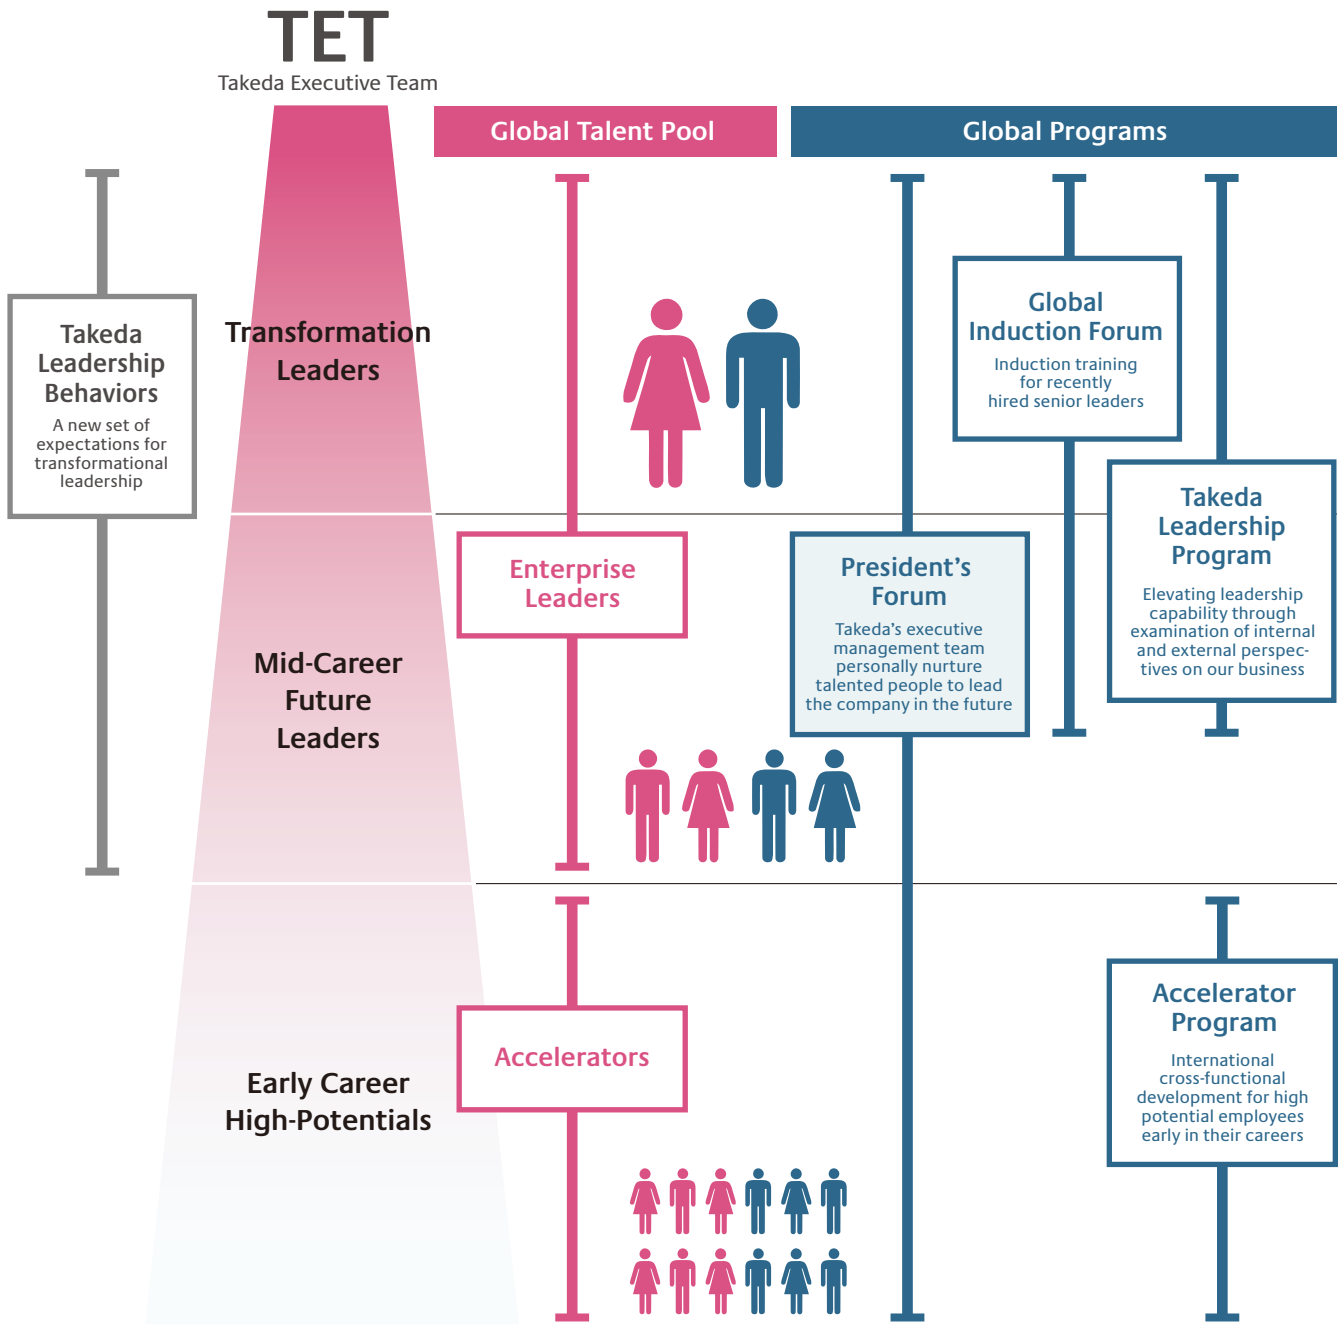 TET
Takeda Executive Team
Global Talent Pool
Global Programs
Takeda
Leadership
Behaviors
A new set of
expectations for
transformational
leadership
Transformation
Leaders
Global
Induction Forum
Induction training
for recently
hired senior leaders
Takeda
Leadership
Program
Elevating leadership
capability through
examination of internal
and external perspec-
tives on our business
Enterprise
Leaders
President’s
Forum
Takeda’s executive
management team
personally nurture
talented people to lead
the company in the future
Mid-Career
Future
Leaders
Accelerators
Accelerator
Program
International
cross-functional
development for high
potential employees
early in their careers
Early Career
High-Potentials